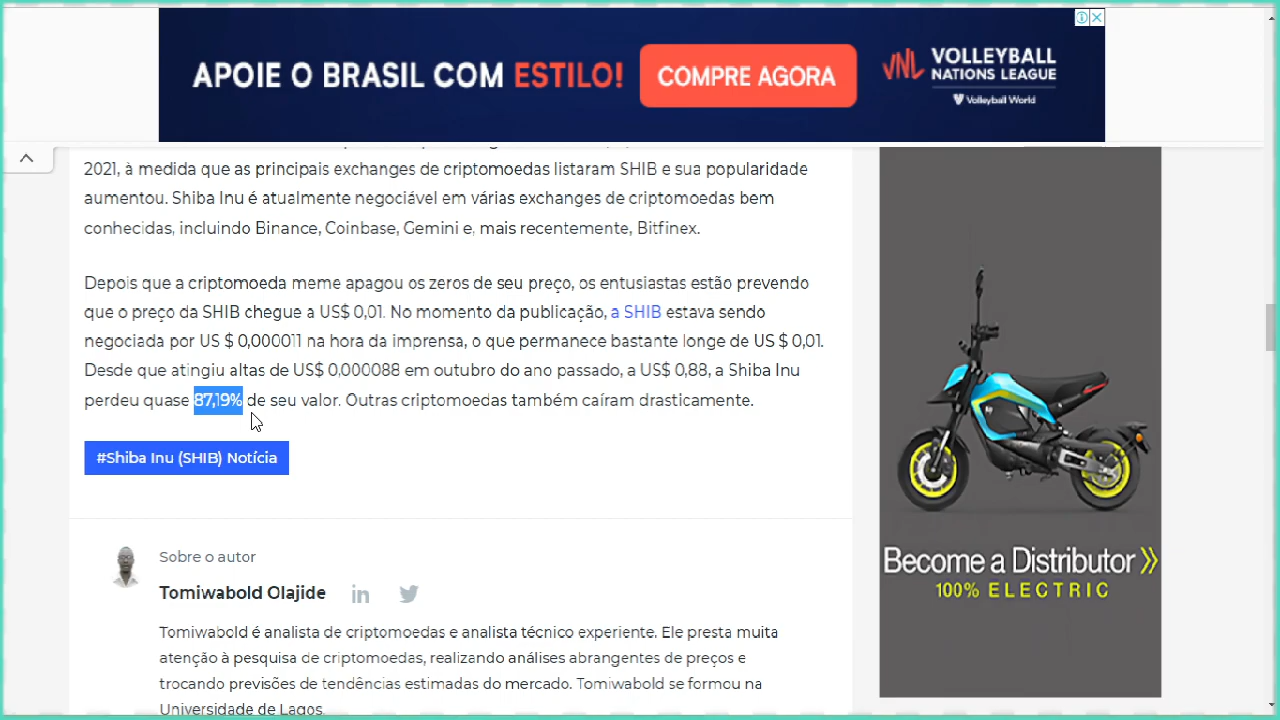 APOIE O BRASIL COM ESTILO!
COMPRE AGORA
VNL
VOLLEYBALL
NATIONS LEAGUE
Volleyball World
2021, à medida que as principais exchanges de criptomoedas listaram SHIB e sua popularidade
aumentou. Shiba Inu é atualmente negociável em várias exchanges de criptomoedas bem
conhecidas, incluindo Binance, Coinbase, Gemini e, mais recentemente, Bitfinex.
Depois que a criptomoeda meme apagou os zeros de seu preço, os entusiastas estão prevendo
que o preço da SHIB chegue a US$ 0,01. No momento da publicação, a SHIB estava sendo
negociada por US $ 0,000011 na hora da imprensa, o que permanece bastante longe de US $ 0,01.
Desde que atingiu altas de US$ 0,000088 em outubro do ano passado, a US$ 0,88, a Shiba Inu
perdeu quase 87,19% de seu valor. Outras criptomoedas também caíram drasticamente.
#Shiba Inu (SHIB) Notícia
Sobre o autor
Tomiwabold Olajide
in
Tomiwabold é analista de criptomoedas e analista técnico experiente. Ele presta muita
atenção à pesquisa de criptomoedas, realizando análises abrangentes de preços e
trocando previsões de tendências estimadas do mercado. Tomiwabold se formou na
Universidade de Lagos.
Become a Distributor
100% ELECTRIC